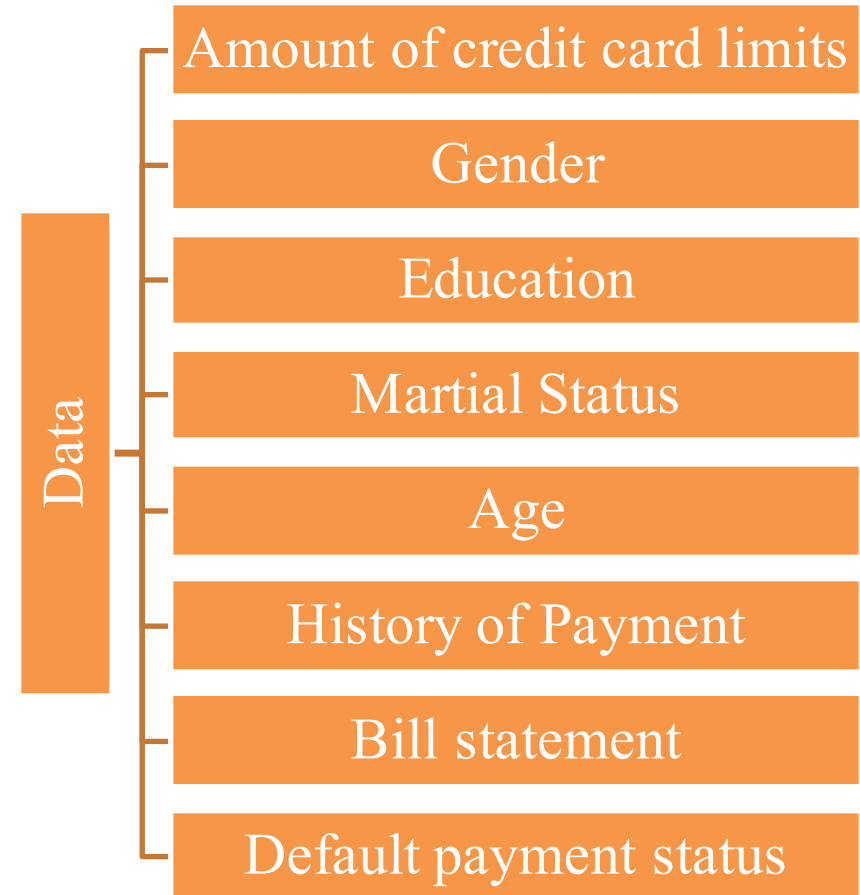 Data
Amount of credit card limits
Gender
Education
Martial Status
Age
History of Payment
Bill statement
Default payment status